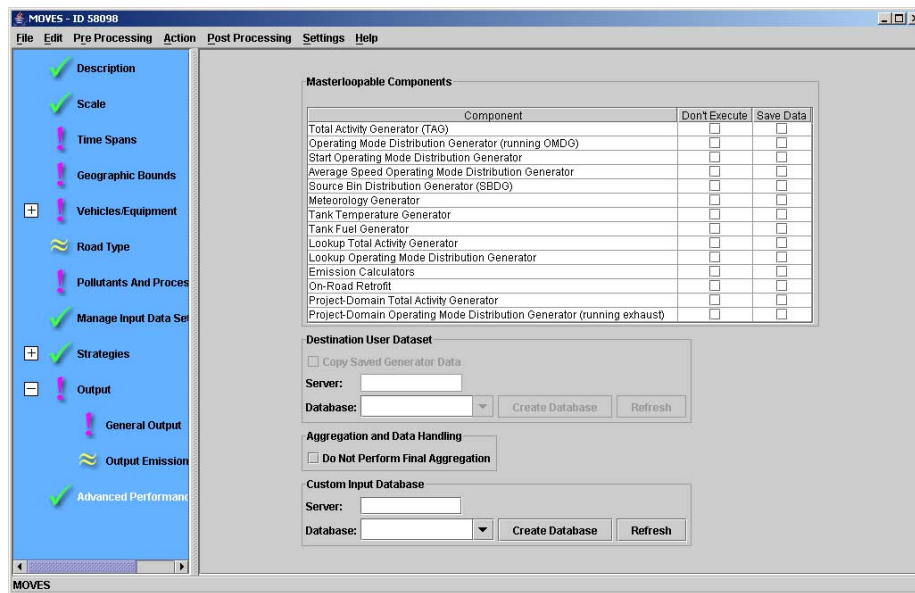 MOVES - ID 58098
File Edit Pre Processing Action Post Processing Settings Help
Description
Scale
Time Spans
Geographic Bounds
Vehicles/Equipment
Road Type
Pollutants And Proces
Manage Input Data Set
Strategies
Output
General Output
Output Emission
Advanced Performanc
Masterloopable Components
Component Don't Execute Save Data
Total Activity Generator (TAG)
Operating Mode Distribution Generator (running OMDG)
Start Operating Mode Distribution Generator
Average Speed Operating Mode Distribution Generator
Source Bin Distribution Generator (SBDG)
Meteorology Generator
Tank Temperature Generator
Tank Fuel Generator
Lookup Total Activity Generator
Lookup Operating Mode Distribution Generator
Emission Calculators
On-Road Retrofit
Project-Domain Total Activity Generator
Project-Domain Operating Mode Distribution Generator (running exhaust)
Destination User Dataset
Copy Saved Generator Data
Server:
Database: Create Database Refresh
Aggregation and Data Handling
Do Not Perform Final Aggregation
Custom Input Database
Server:
Database: Create Database Refresh
MOVES